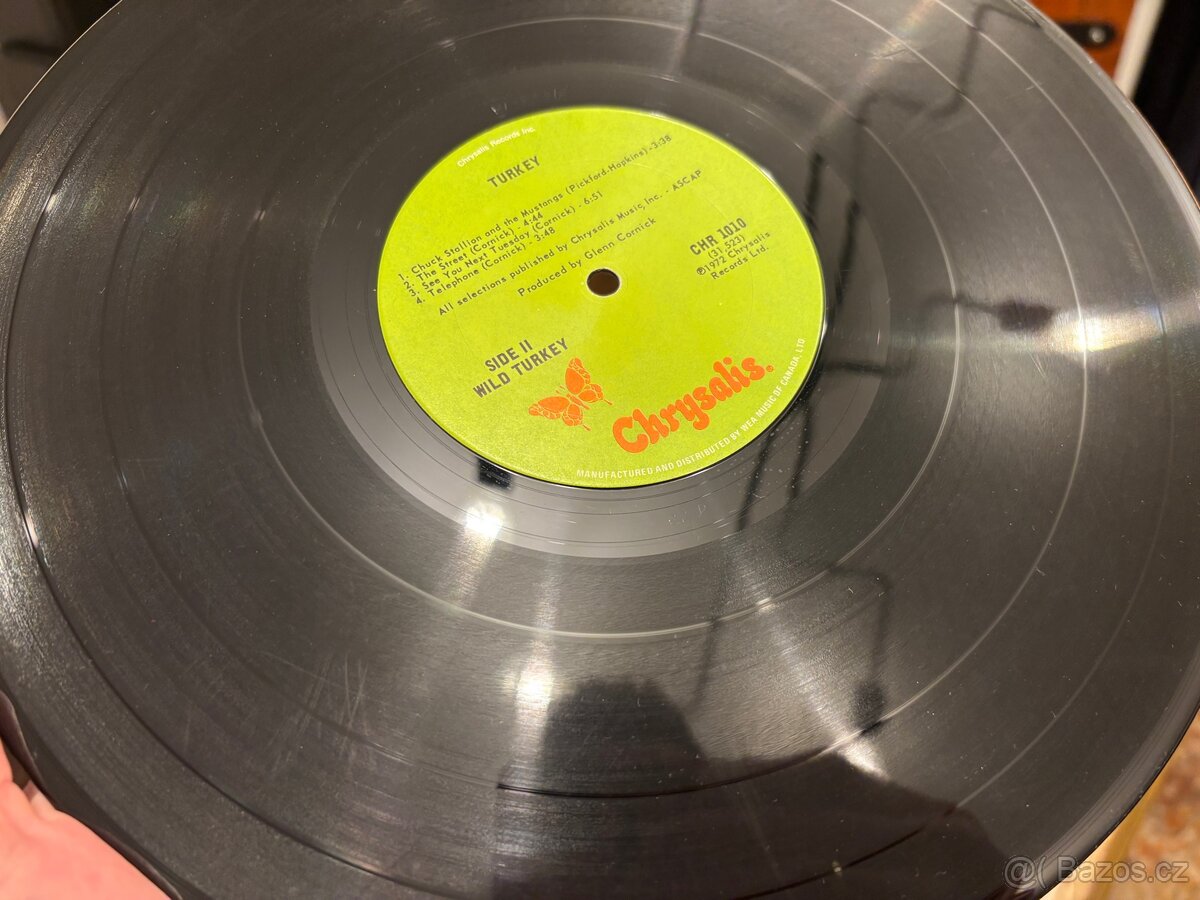 Chrysalis Records Inc.
TURKEY
1. Chuck Stallion and the Mustangs (Pickford-Hopkins) - 3:38
2. The Street (Cornick) - 4:44
3. See You Next Tuesday (Cornick) - 6:51
4. Telephone (Cornick) - 3:48
All selections published by Chrysalis Music, Inc. - ASCAP
Produced by Glenn Cornick
CHR 1010
(31,523)
℗1972 Chrysalis
Records Ltd.
SIDE II
WILD TURKEY
Chrysalis.
MANUFACTURED AND DISTRIBUTED BY WEA MUSIC OF CANADA, LTD
@( Bazos.cz